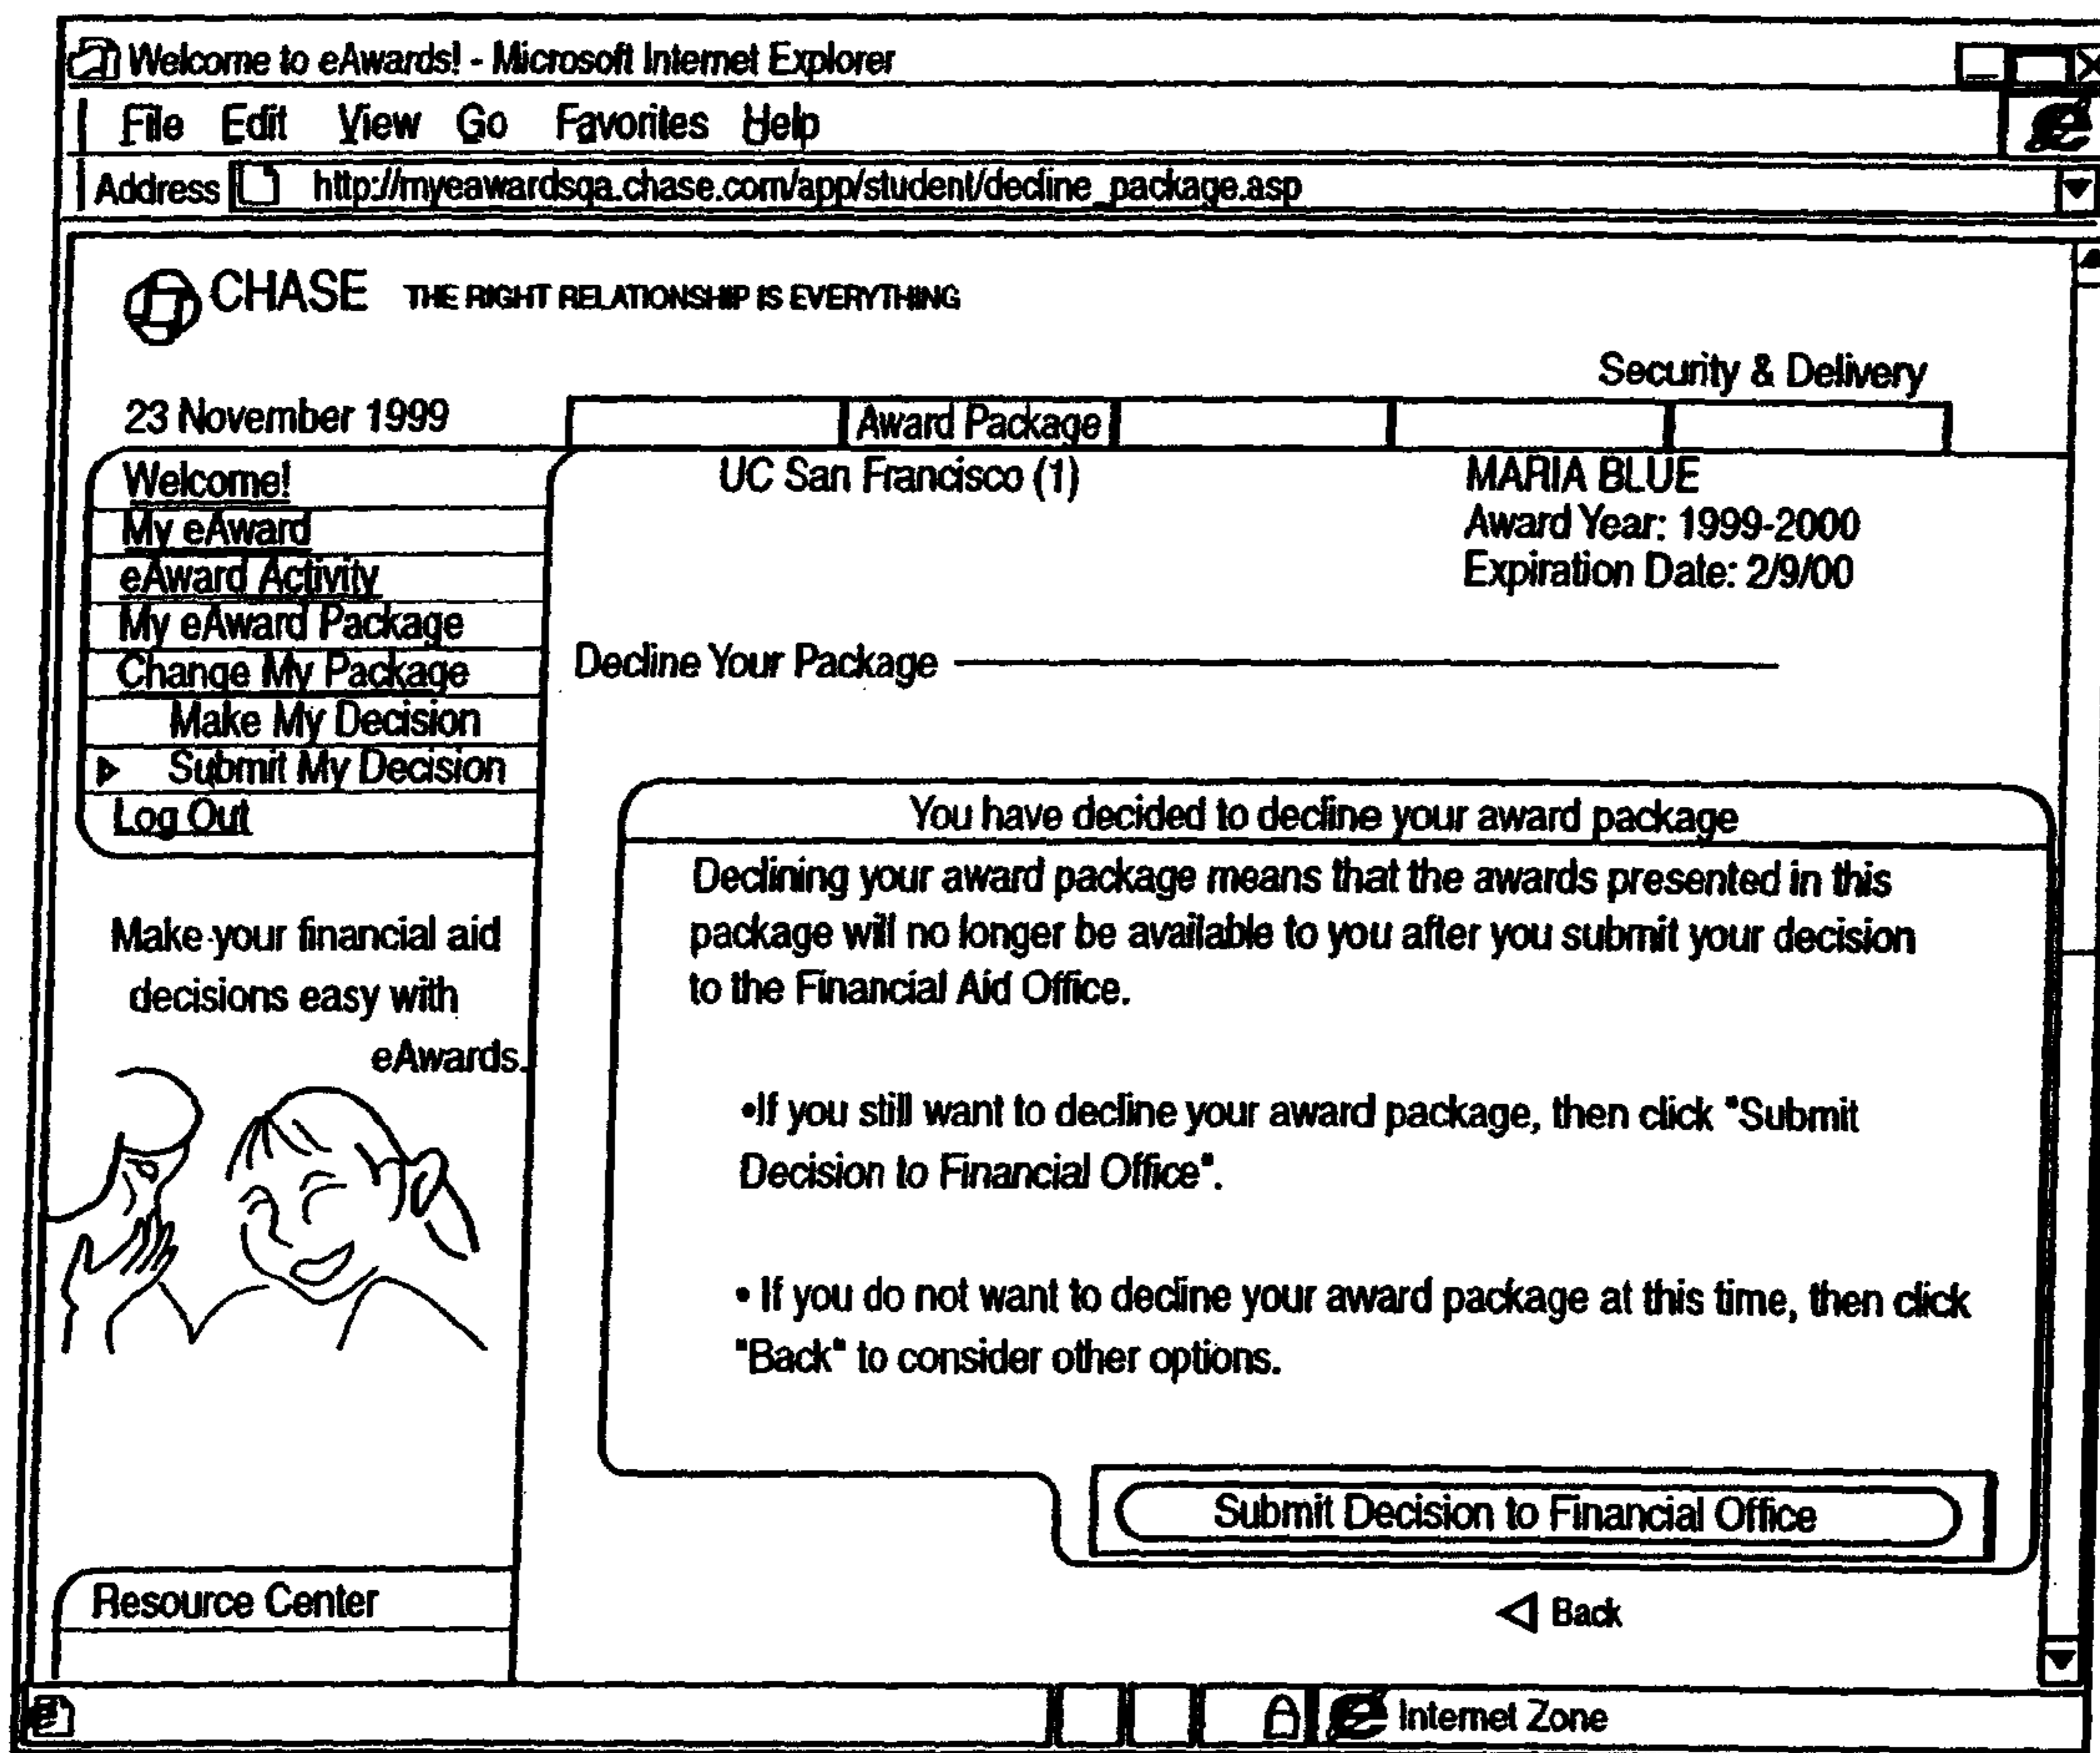 Welcome to eAwards! - Microsoft Internet Explorer
File Edit View Go Favorites Help
Address http://myeawardsqa.chase.com/app/student/decline_package.asp
CHASE THE RIGHT RELATIONSHIP IS EVERYTHING
Security & Delivery
23 November 1999
Award Package
Welcome!
My eAward
eAward Activity
My eAward Package
Change My Package
Make My Decision
Submit My Decision
Log Out
Make your financial aid
decisions easy with
eAwards.
Resource Center
UC San Francisco (1)
MARIA BLUE
Award Year: 1999-2000
Expiration Date: 2/9/00
Decline Your Package
You have decided to decline your award package
Declining your award package means that the awards presented in this
package will no longer be available to you after you submit your decision
to the Financial Aid Office.
•If you still want to decline your award package, then click "Submit
Decision to Financial Office".
• If you do not want to decline your award package at this time, then click
"Back" to consider other options.
Submit Decision to Financial Office
Back
Internet Zone